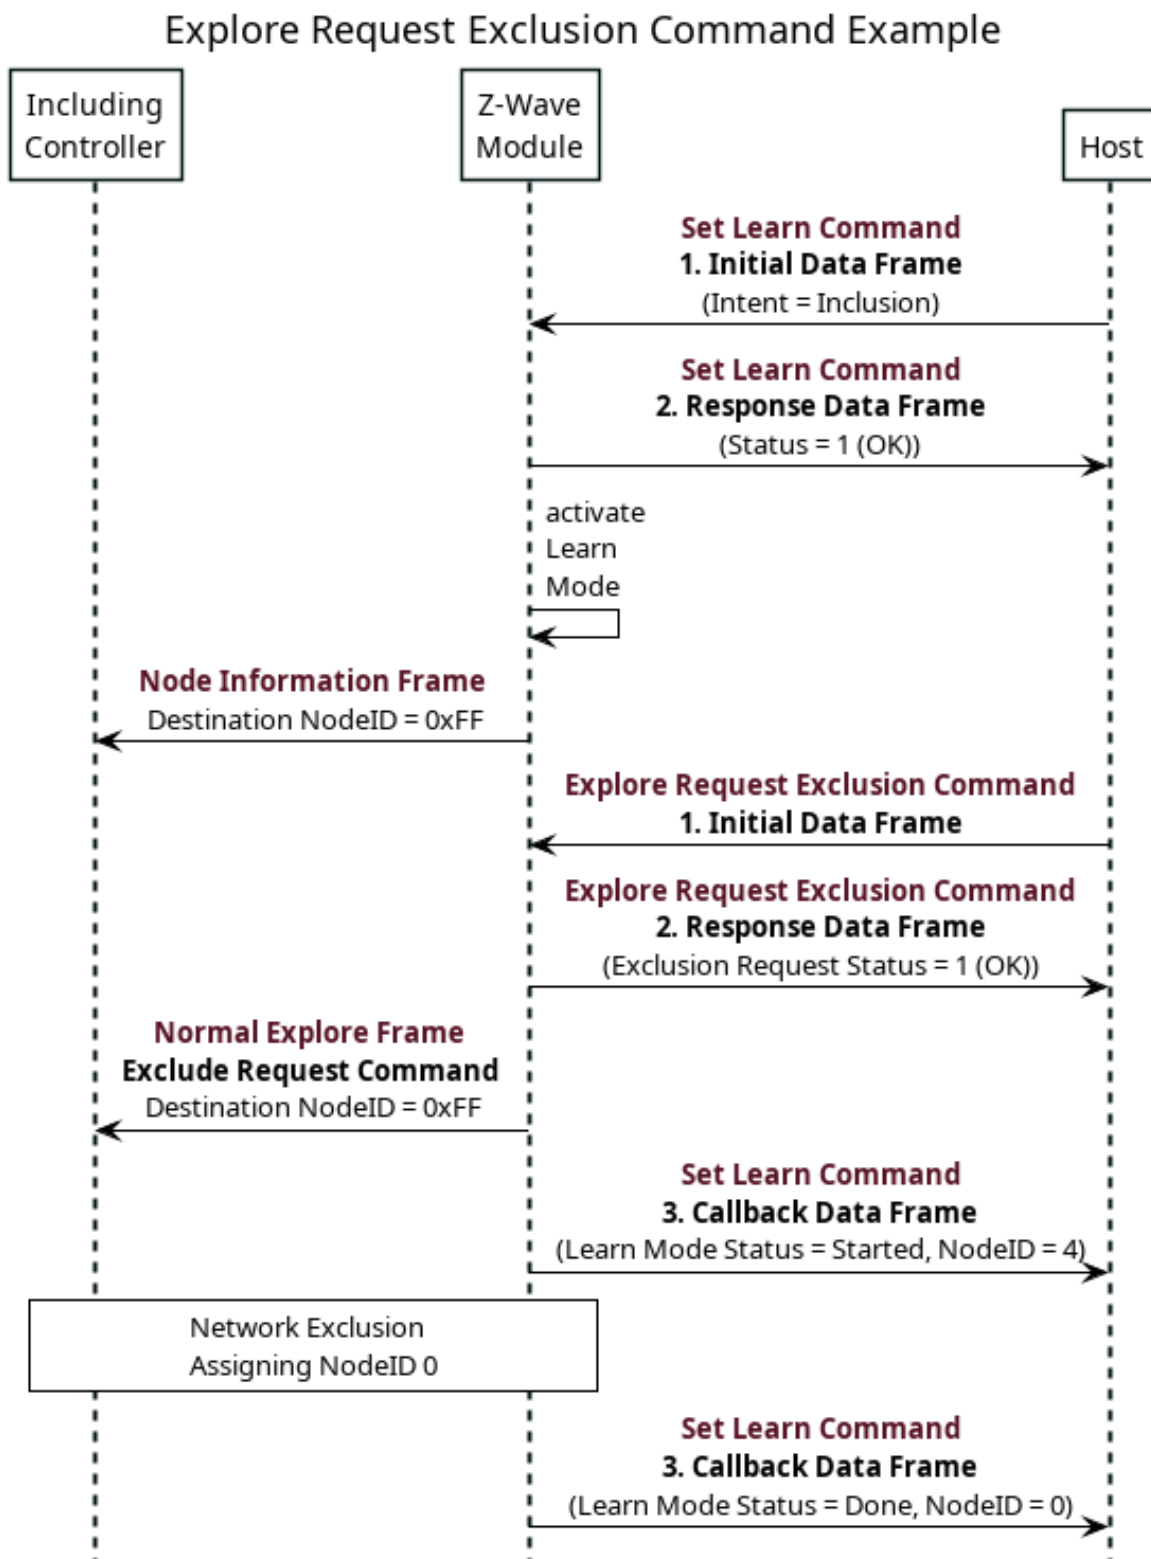 Explore Request Exclusion Command Example
Including
Controller
Z-Wave
Module
Host
Set Learn Command
1. Initial Data Frame
(Intent = Inclusion)
Set Learn Command
2. Response Data Frame
(Status = 1 (OK))
activate
Learn
Mode
Node Information Frame
Destination NodeID = 0xFF
Explore Request Exclusion Command
1. Initial Data Frame
Explore Request Exclusion Command
2. Response Data Frame
(Exclusion Request Status = 1 (OK))
Normal Explore Frame
Exclude Request Command
Destination NodeID = 0xFF
Set Learn Command
3. Callback Data Frame
(Learn Mode Status = Started, NodeID = 4)
Network Exclusion
Assigning NodeID 0
Set Learn Command
3. Callback Data Frame
(Learn Mode Status = Done, NodeID = 0)